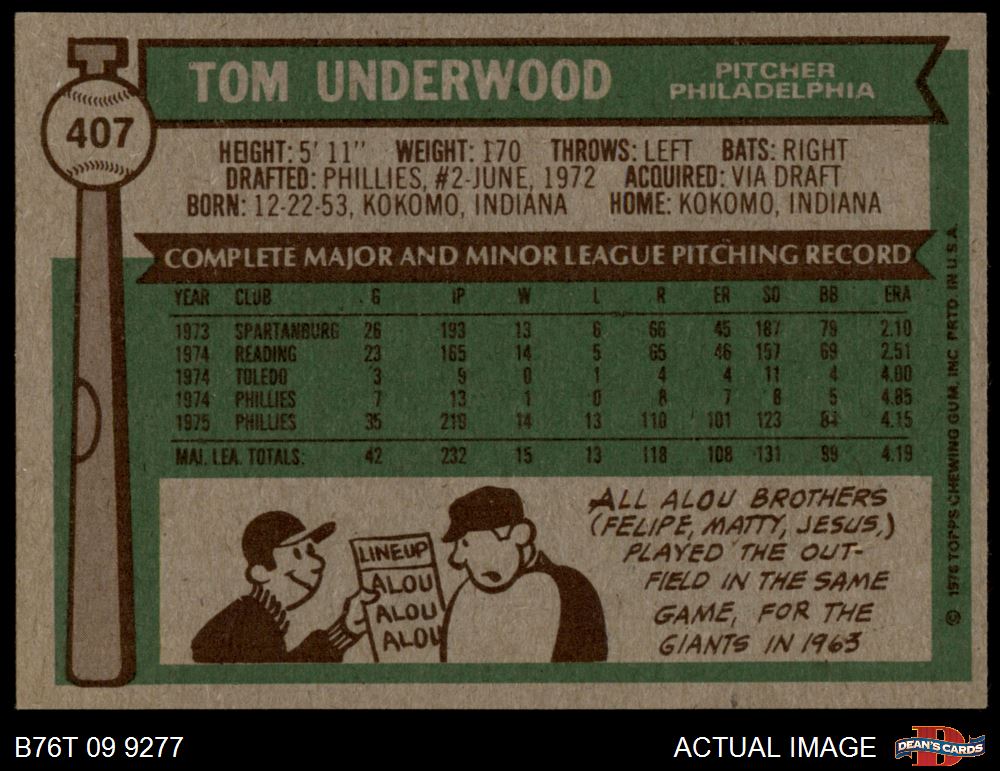 407
TOM UNDERWOOD
PITCHER
PHILADELPHIA
HEIGHT: 5' 11" WEIGHT: 170 THROWS: LEFT BATS: RIGHT
DRAFTED: PHILLIES, #2-JUNE, 1972 ACQUIRED: VIA DRAFT
BORN: 12-22-53, KOKOMO, INDIANA HOME: KOKOMO, INDIANA
COMPLETE MAJOR AND MINOR LEAGUE PITCHING RECORD
YEAR CLUB G IP W L R ER SO BB ERA
1973 SPARTANBURG 26 193 13 6 66 45 187 79 2.10
1974 READING 23 165 14 5 65 46 157 69 2.51
1974 TOLEDO 3 9 0 1 4 4 11 4 4.00
1974 PHILLIES 7 13 1 0 8 7 8 5 4.85
1975 PHILLIES 35 219 14 13 110 101 123 84 4.15
MAJ. LEA. TOTALS. 42 232 15 13 118 108 131 89 4.19
LINEUP
ALOU
ALOU
ALOU
ALL ALOU BROTHERS
(FELIPE, MATTY, JESUS,)
PLAYED THE OUT-
FIELD IN THE SAME
GAME, FOR THE
GIANTS IN 1963
© 1976 TOPPS CHEWING GUM, INC. PRTD. IN U.S.A.
B76T 09 9277
ACTUAL IMAGE
DEAN'S CARDS